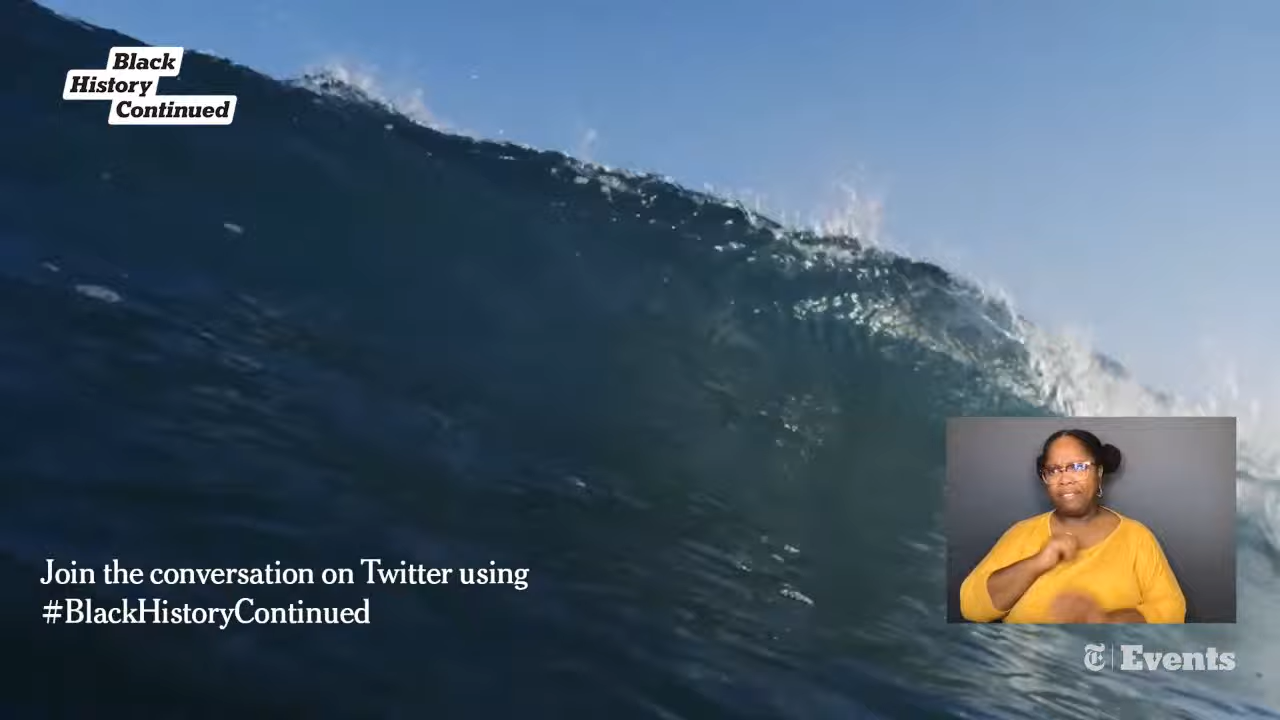 Black
History
Continued
Join the conversation on Twitter using
#BlackHistoryContinued
T Events